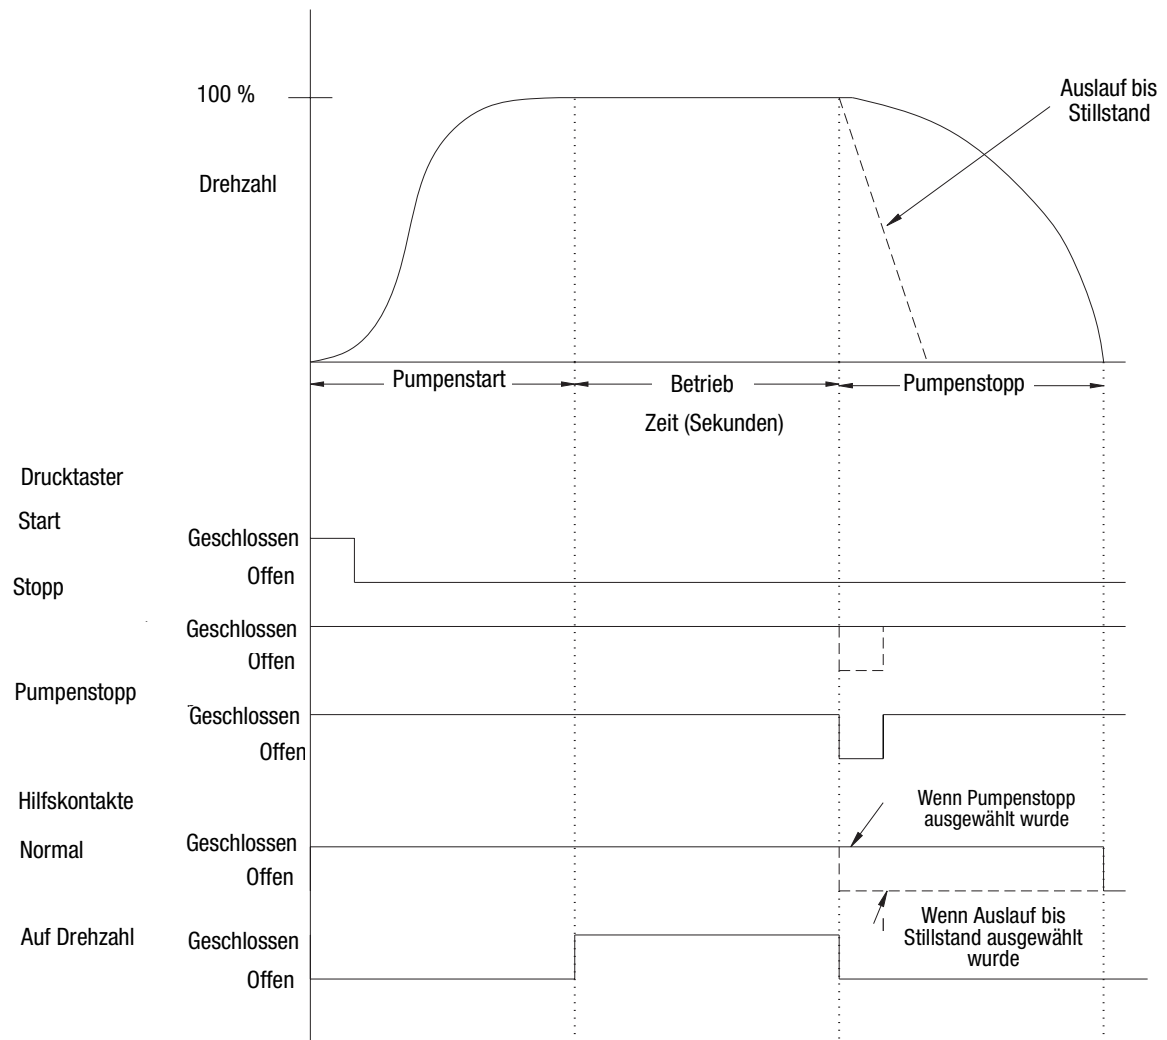 100 %
Auslauf bis
Stillstand
Drehzahl
Pumpenstart
Betrieb
Pumpenstopp
Zeit (Sekunden)
Drucktaster
Start
Geschlossen
Offen
Stopp
Geschlossen
Offen
Pumpenstopp
Geschlossen
Offen
Hilfskontakte
Wenn Pumpenstopp
ausgewählt wurde
Normal
Geschlossen
Offen
Wenn Auslauf bis
Stillstand ausgewählt
wurde
Auf Drehzahl
Geschlossen
Offen